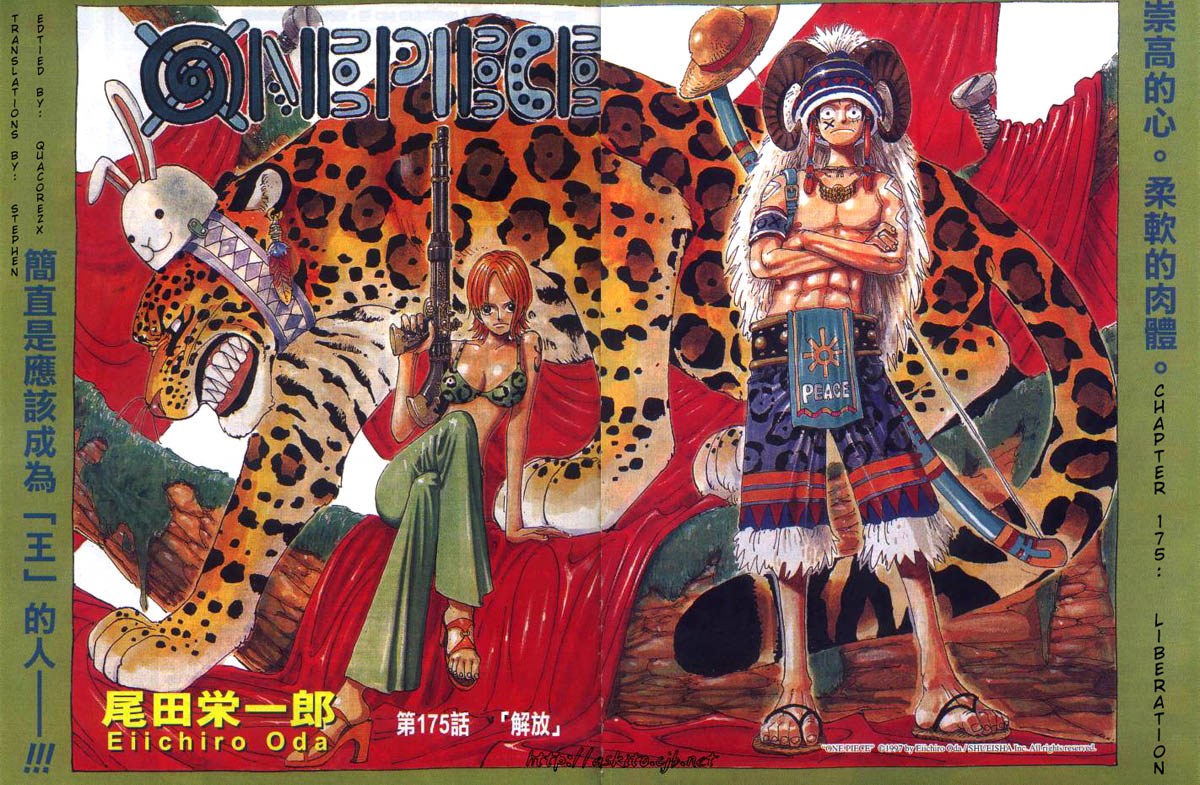 ONE PIECE
崇高的心。柔軟的肉體。
CHAPTER 175: LIBERATION
PEACE
TRANSLATIONS BY: STEPHEN
EDTIED BY: QUACOREZX
簡直是應該成為「王」的人——!!!
尾田栄一郎
Eiichiro Oda
第175話 「解放」
http://askito.ejb.net
"ONE PIECE" ©1997 by Eiichiro Oda / SHUEISHA Inc. All rights reserved.